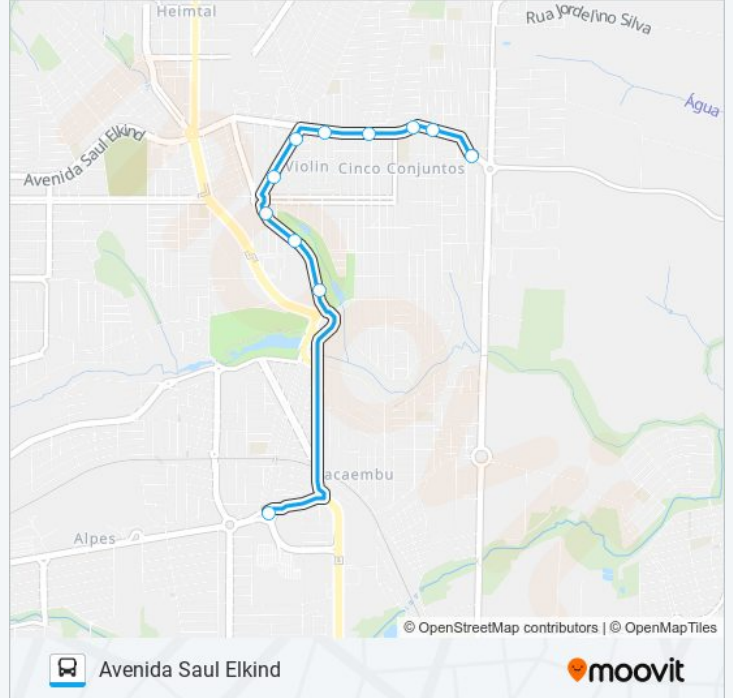 Heimtal
Rua Jordelino Silva
Água
Avenida Saul Elkind
Violin
Cinco Conjuntos
acaembu
Alpes
© OpenStreetMap contributors | © OpenMapTiles
Avenida Saul Elkind
moovit